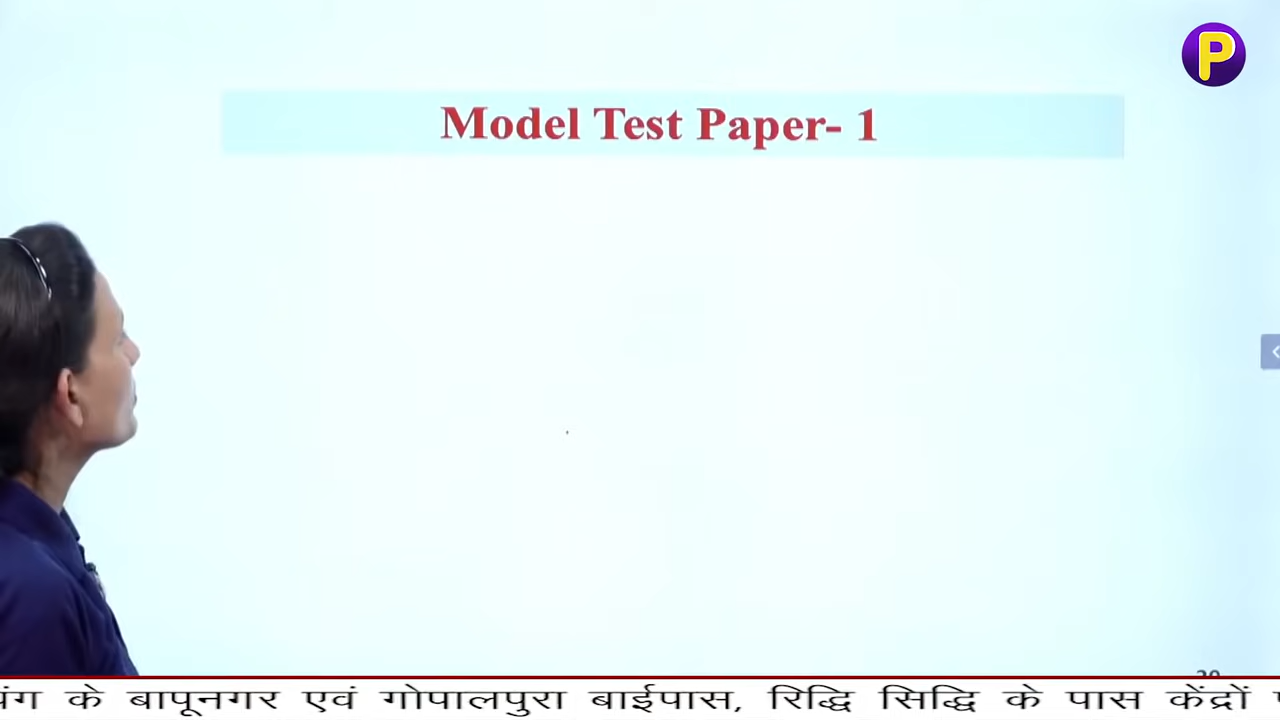 P
Model Test Paper- 1
के बापूनगर एवं गोपालपुरा बाईपास, रिद्धि सिद्धि के पास केंद्रों